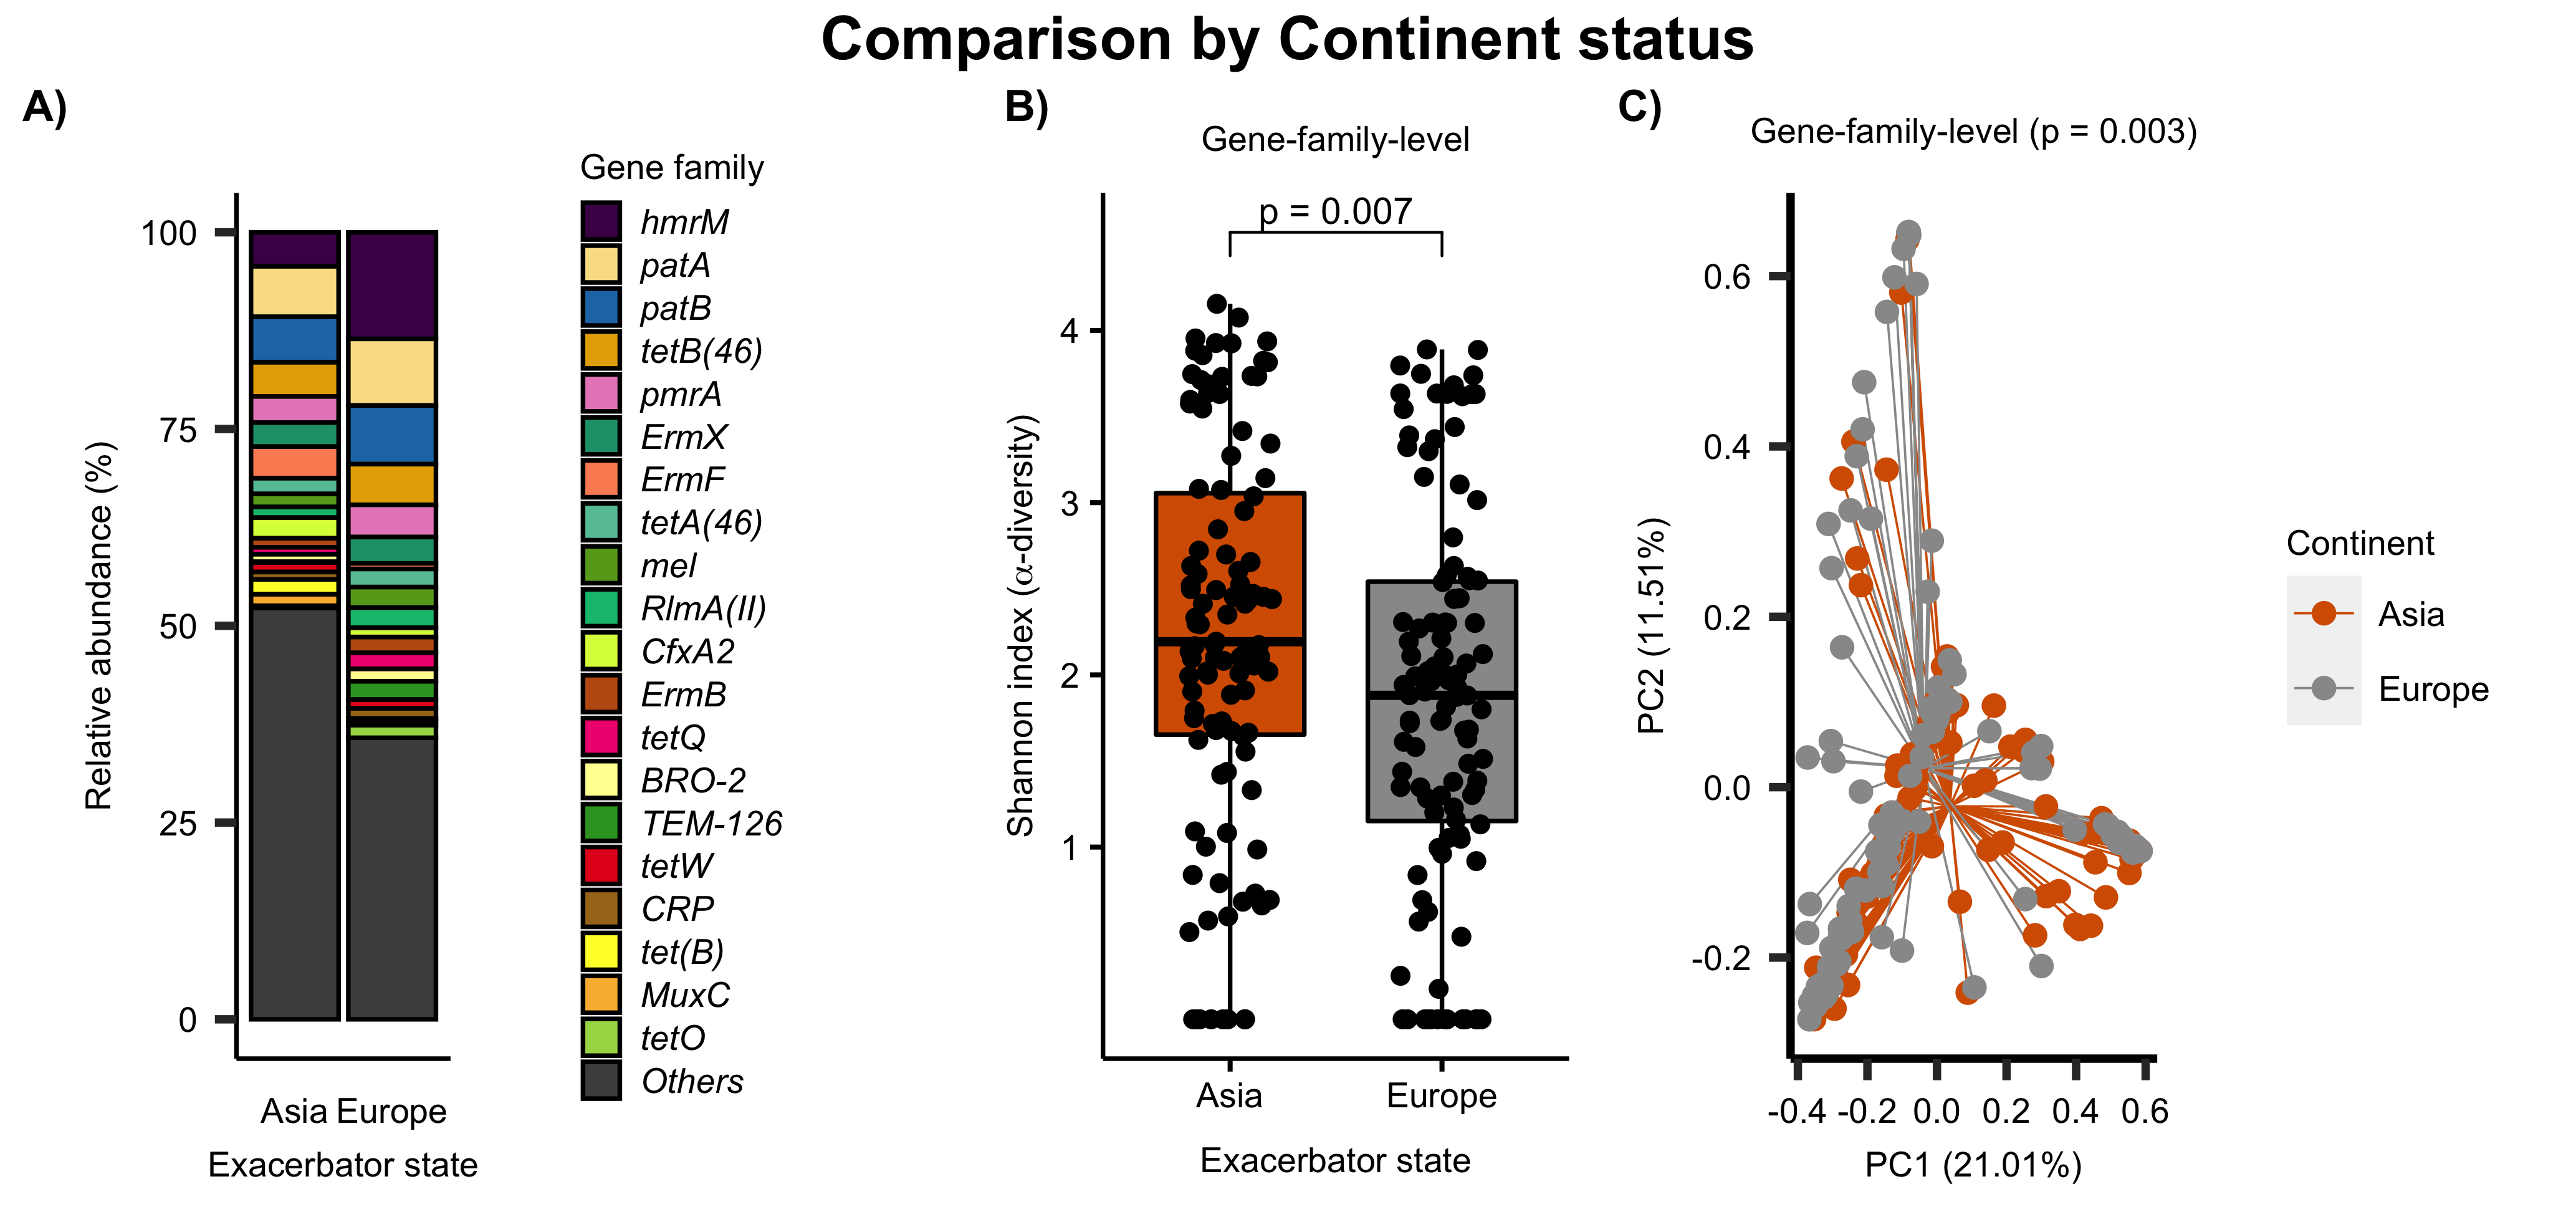 Comparison by Continent status
A)
Gene family
hmrM
patA
patB
tetB(46)
pmrA
ErmX
ErmF
tetA(46)
mel
RlmA(II)
CfxA2
ErmB
tetQ
BRO-2
TEM-126
tetW
CRP
tet(B)
MuxC
tetO
Others
Relative abundance (%)
100
75
50
25
0
Asia Europe
Exacerbator state
B)
Gene-family-level
p = 0.007
Shannon index (α-diversity)
4
3
2
1
Asia Europe
Exacerbator state
C)
Gene-family-level (p = 0.003)
PC2 (11.51%)
0.6
0.4
0.2
0.0
-0.2
-0.4 -0.2 0.0 0.2 0.4 0.6
PC1 (21.01%)
Continent
Asia
Europe